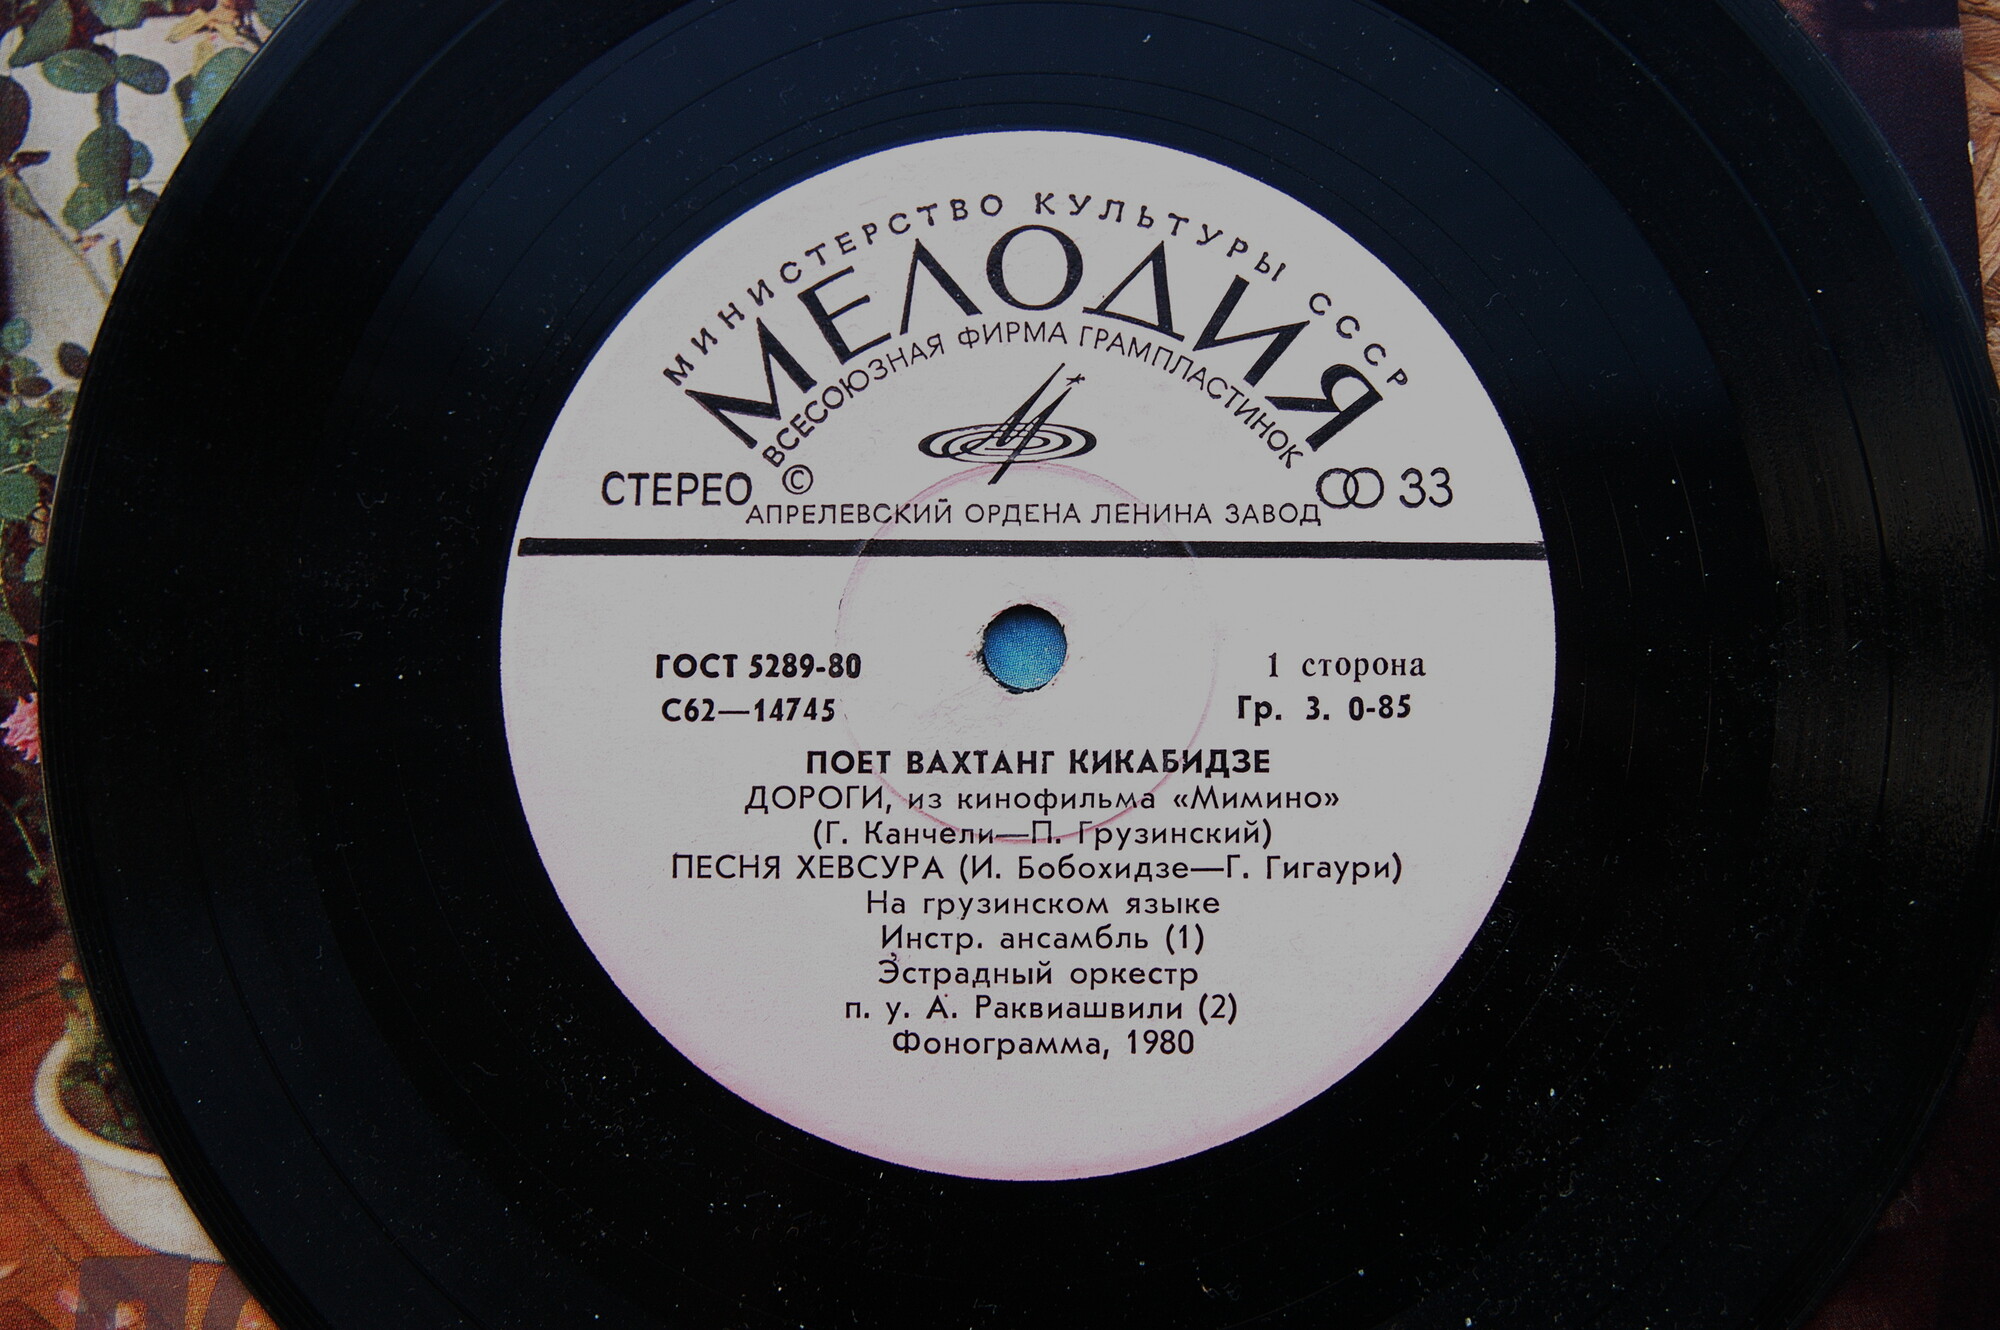 МИНИСТЕРСТВО КУЛЬТУРЫ СССР
МЕЛОДИЯ
ВСЕСОЮЗНАЯ ФИРМА ГРАМПЛАСТИНОК
СТЕРЕО © 33
АПРЕЛЕВСКИЙ ОРДЕНА ЛЕНИНА ЗАВОД
ГОСТ 5289-80 1 сторона
С62—14745 Гр. 3. 0-85
ПОЕТ ВАХТАНГ КИКАБИДЗЕ
ДОРОГИ, из кинофильма «Мимино»
(Г. Канчели—П. Грузинский)
ПЕСНЯ ХЕВСУРА (И. Бобохидзе—Г. Гигаури)
На грузинском языке
Инстр. ансамбль (1)
Эстрадный оркестр
п. у. А. Раквиашвили (2)
Фонограмма, 1980